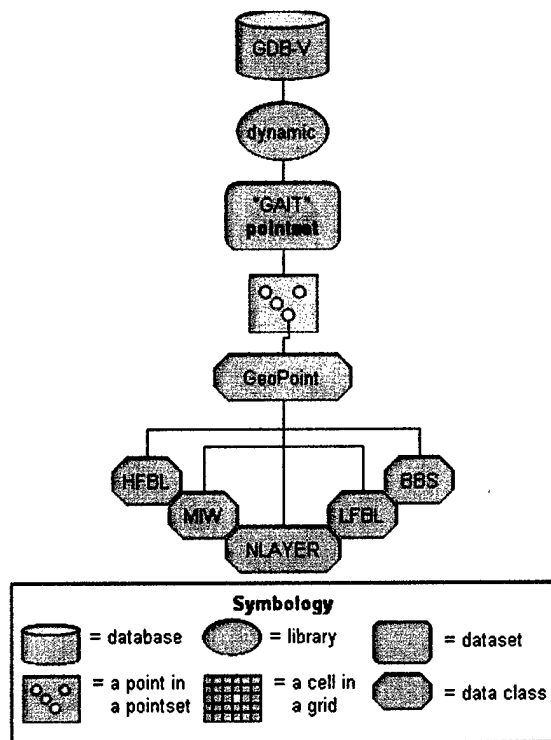 GDB-V
dynamic
"GAIT"
pointset
GeoPoint
HFBL
BBS
MIW
LFBL
NLAYER
Symbology
= database
= library
= dataset
= a point in
a pointset
= a cell in
a grid
= data class